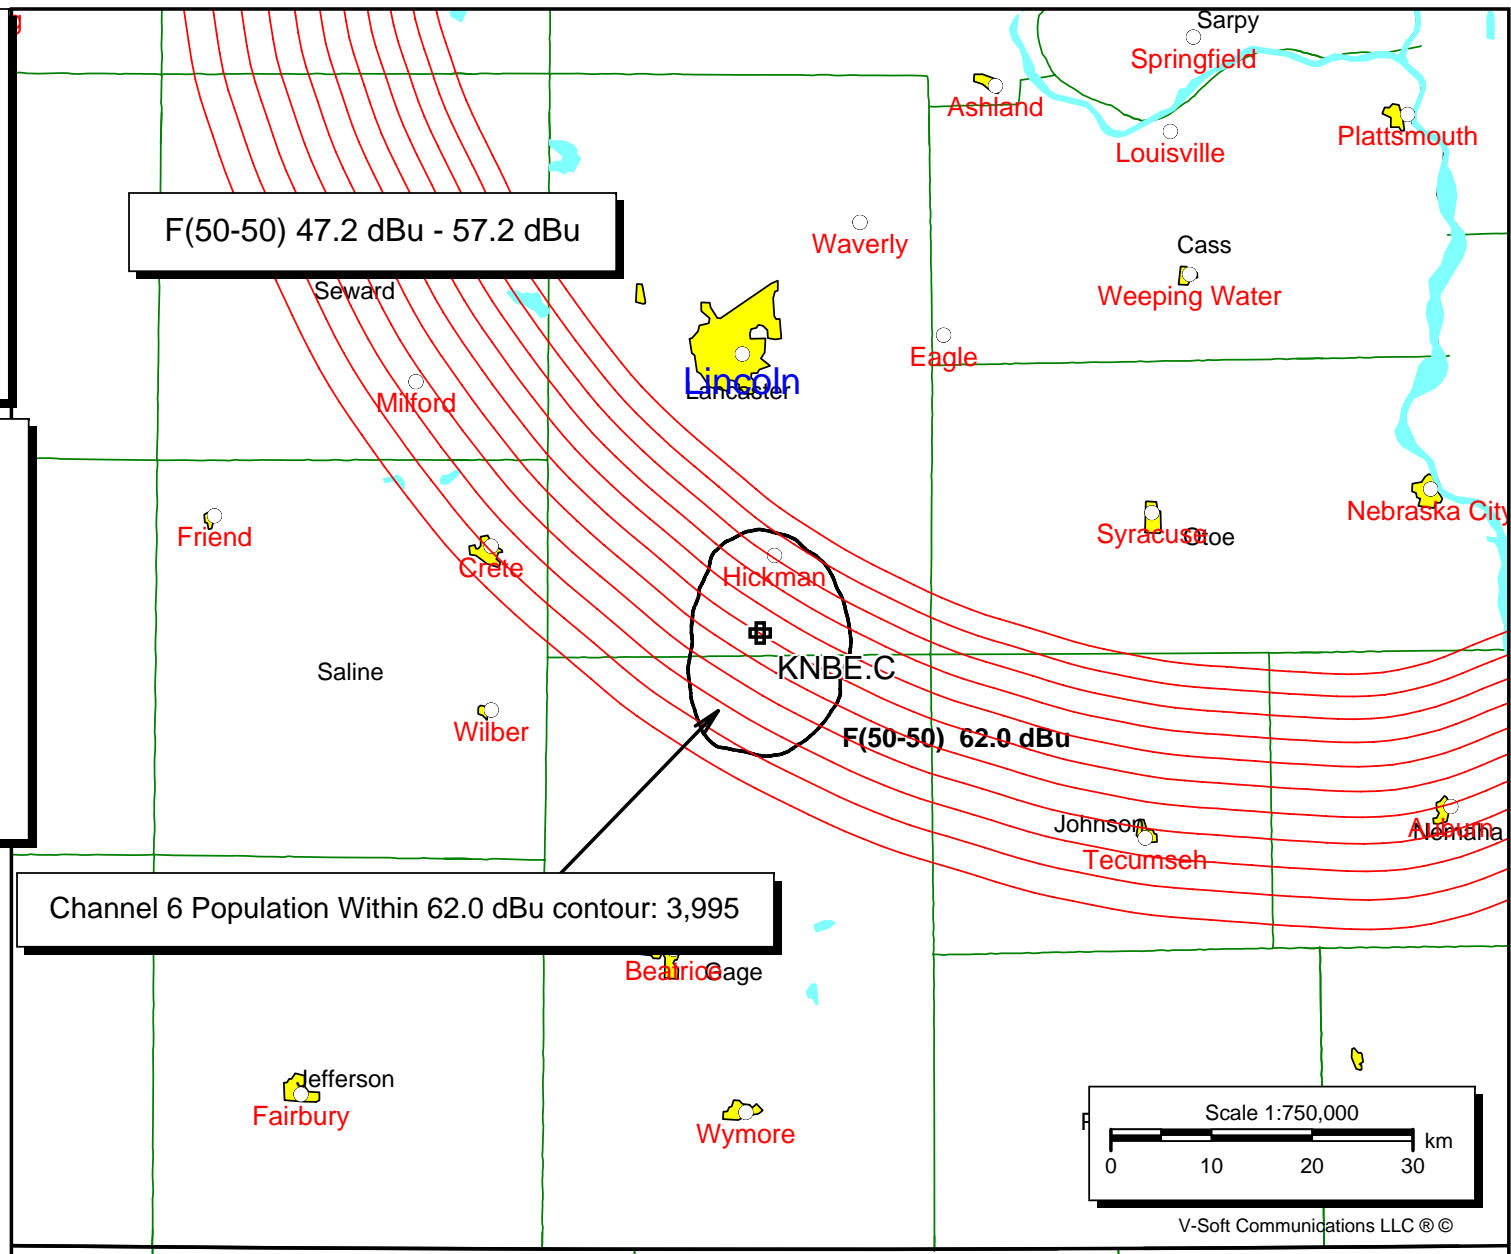 Sarpy
Springfield
Ashland
Plattsmouth
Louisville
F(50-50) 47.2 dBu - 57.2 dBu
Waverly
Cass
Seward
Weeping Water
Eagle
Lincoln
Lancaster
Milford
Nebraska City
Friend
Syracuse
Otoe
Crete
Hickman
Saline
KNBE.C
Wilber
F(50-50) 62.0 dBu
Johnson
Auburn
Nemaha
Tecumseh
Channel 6 Population Within 62.0 dBu contour: 3,995
Beatrice
Gage
Jefferson
Fairbury
Wymore
Scale 1:750,000
km
0 10 20 30
V-Soft Communications LLC ® ©